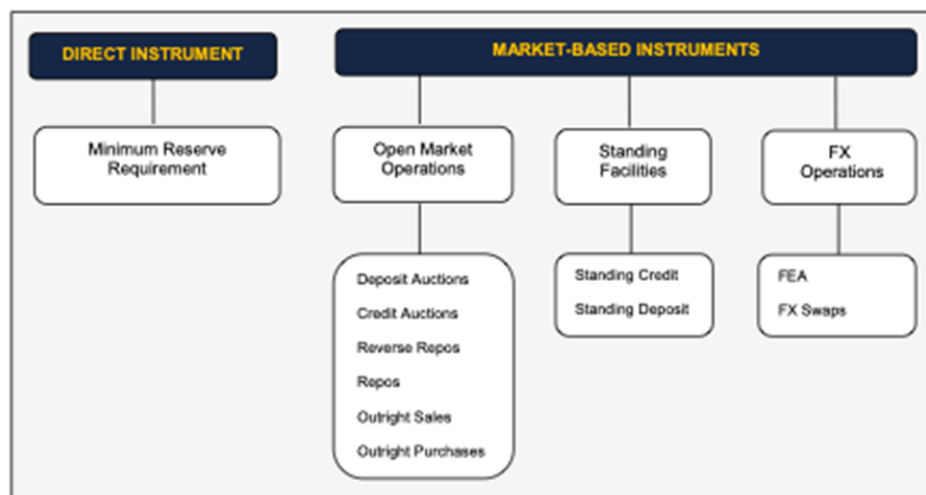 DIRECT INSTRUMENT
MARKET-BASED INSTRUMENTS
Minimum Reserve
Requirement
Open Market
Operations
Standing
Facilities
FX
Operations
Deposit Auctions
Credit Auctions
Reverse Repos
Repos
Outright Sales
Outright Purchases
Standing Credit
Standing Deposit
FEA
FX Swaps